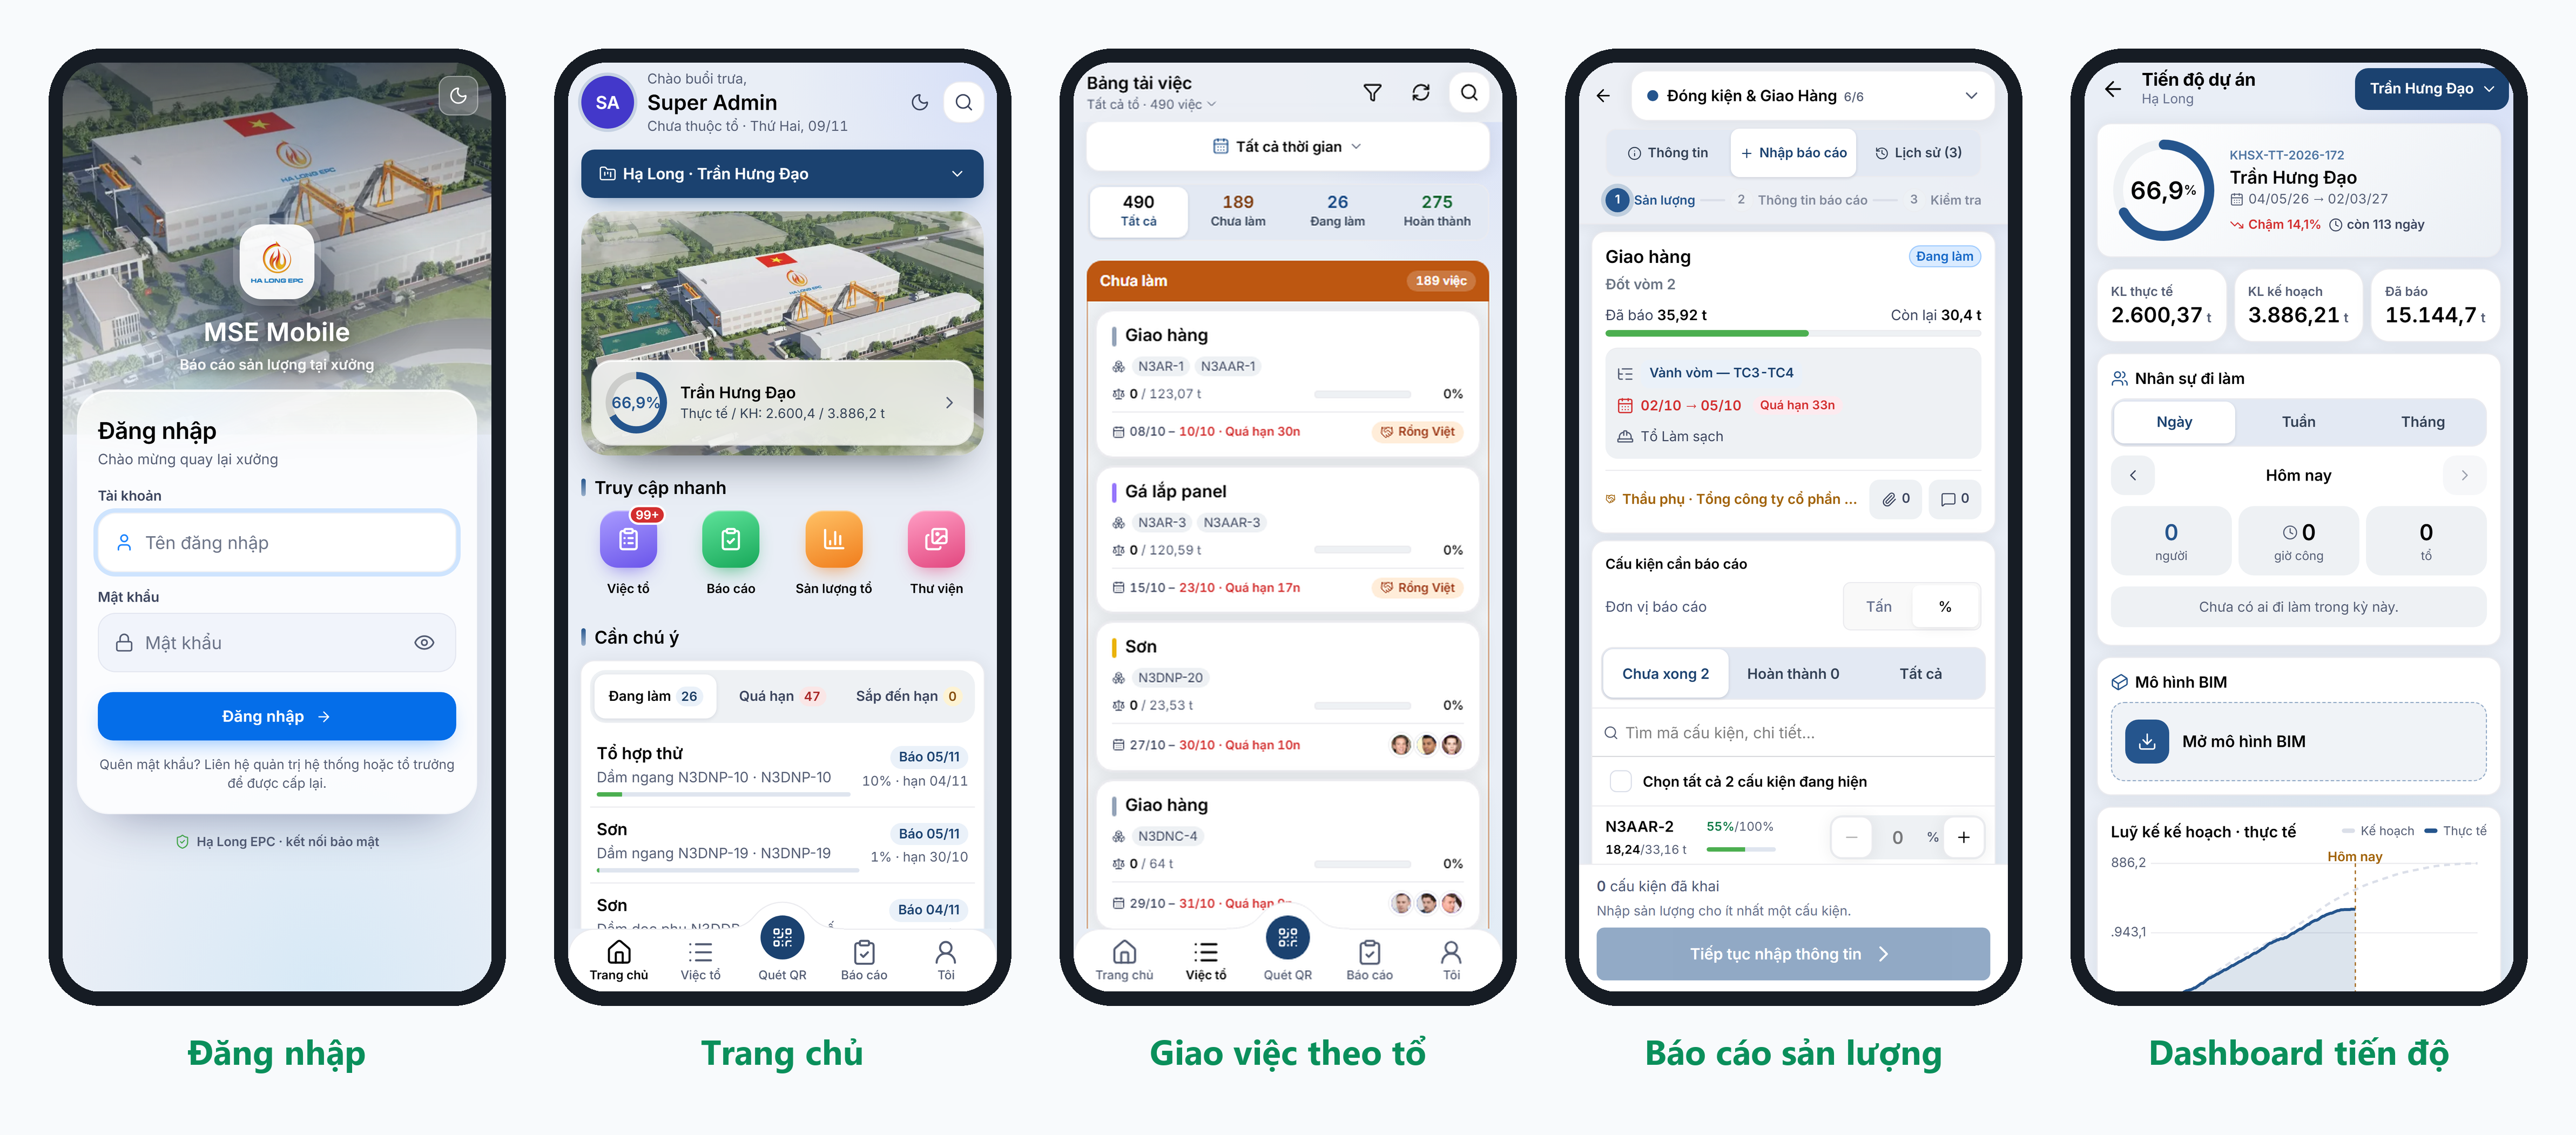 HA LONG EPC
HA LONG EPC
MSE Mobile
Báo cáo sản lượng tại xưởng
Đăng nhập
Chào mừng quay lại xưởng
Tài khoản
Tên đăng nhập
Mật khẩu
Mật khẩu
Đăng nhập →
Quên mật khẩu? Liên hệ quản trị hệ thống hoặc tổ trưởng
để được cấp lại.
Hạ Long EPC · kết nối bảo mật
Đăng nhập
SA
Chào buổi trưa,
Super Admin
Chưa thuộc tổ · Thứ Hai, 09/11
Hạ Long · Trần Hưng Đạo
HA LONG EPC
66,9%
Trần Hưng Đạo
Thực tế / KH: 2.600,4 / 3.886,2 t
Truy cập nhanh
99+
Việc tổ
Báo cáo
Sản lượng tổ
Thư viện
Cần chú ý
Đang làm 26
Quá hạn 47
Sắp đến hạn 0
Tổ hợp thử
Báo 05/11
Dầm ngang N3DNP-10 · N3DNP-10
10% · hạn 04/11
Sơn
Báo 05/11
Dầm ngang N3DNP-19 · N3DNP-19
1% · hạn 30/10
Sơn
Báo 04/11
Trang chủ
Việc tổ
Quét QR
Báo cáo
Tôi
Trang chủ
Bảng tải việc
Tất cả tổ · 490 việc
Tất cả thời gian
490
Tất cả
189
Chưa làm
26
Đang làm
275
Hoàn thành
Chưa làm
189 việc
Giao hàng
N3AR-1 N3AAR-1
0 / 123,07 t
0%
08/10 – 10/10 · Quá hạn 30n
Rồng Việt
Gá lắp panel
N3AR-3 N3AAR-3
0 / 120,59 t
0%
15/10 – 23/10 · Quá hạn 17n
Rồng Việt
Sơn
N3DNP-20
0 / 23,53 t
0%
27/10 – 30/10 · Quá hạn 10n
Giao hàng
N3DNC-4
0 / 64 t
0%
29/10 – 31/10 · Quá hạn
Trang chủ
Việc tổ
Quét QR
Báo cáo
Tôi
Giao việc theo tổ
Đóng kiện & Giao Hàng 6/6
Thông tin
+ Nhập báo cáo
Lịch sử (3)
1 Sản lượng
2 Thông tin báo cáo
3 Kiểm tra
Giao hàng
Đang làm
Đốt vòm 2
Đã báo 35,92 t
Còn lại 30,4 t
Vành vòm — TC3-TC4
02/10 → 05/10 Quá hạn 33n
Tổ Làm sạch
Thầu phụ · Tổng công ty cổ phần ...
0
0
Cấu kiện cần báo cáo
Đơn vị báo cáo
Tấn
%
Chưa xong 2
Hoàn thành 0
Tất cả
Tìm mã cấu kiện, chi tiết...
Chọn tất cả 2 cấu kiện đang hiện
N3AAR-2
55%/100%
18,24/33,16 t
− 0 % +
0 cấu kiện đã khai
Nhập sản lượng cho ít nhất một cấu kiện.
Tiếp tục nhập thông tin
Báo cáo sản lượng
Tiến độ dự án
Hạ Long
Trần Hưng Đạo
66,9%
KHSX-TT-2026-172
Trần Hưng Đạo
04/05/26 → 02/03/27
Chậm 14,1% còn 113 ngày
KL thực tế
2.600,37 t
KL kế hoạch
3.886,21 t
Đã báo
15.144,7 t
Nhân sự đi làm
Ngày
Tuần
Tháng
Hôm nay
0
người
0
giờ công
0
tổ
Chưa có ai đi làm trong kỳ này.
Mô hình BIM
Mở mô hình BIM
Luỹ kế kế hoạch · thực tế
Kế hoạch
Thực tế
Hôm nay
886,2
.943,1
Dashboard tiến độ